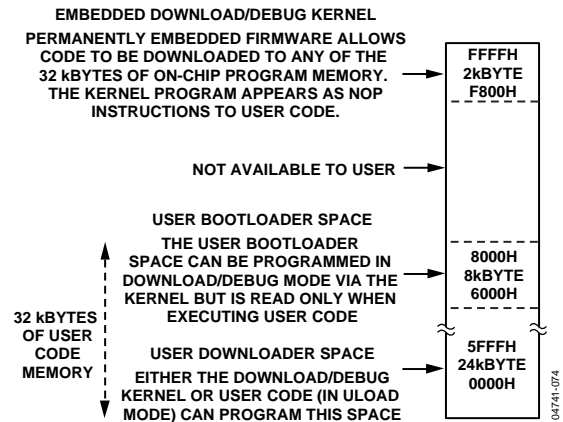 EMBEDDED DOWNLOAD/DEBUG KERNEL
PERMANENTLY EMBEDDED FIRMWARE ALLOWS
CODE TO BE DOWNLOADED TO ANY OF THE
32 kBYTES OF ON-CHIP PROGRAM MEMORY.
THE KERNEL PROGRAM APPEARS AS NOP
INSTRUCTIONS TO USER CODE.
FFFFH
2kBYTE
F800H
NOT AVAILABLE TO USER
USER BOOTLOADER SPACE
THE USER BOOTLOADER
SPACE CAN BE PROGRAMMED IN
DOWNLOAD/DEBUG MODE VIA THE
KERNEL BUT IS READ ONLY WHEN
EXECUTING USER CODE
8000H
8kBYTE
6000H
32 kBYTES
OF USER
CODE
MEMORY
USER DOWNLOADER SPACE
EITHER THE DOWNLOAD/DEBUG
KERNEL OR USER CODE (IN ULOAD
MODE) CAN PROGRAM THIS SPACE
5FFFH
24kBYTE
0000H
04741-074